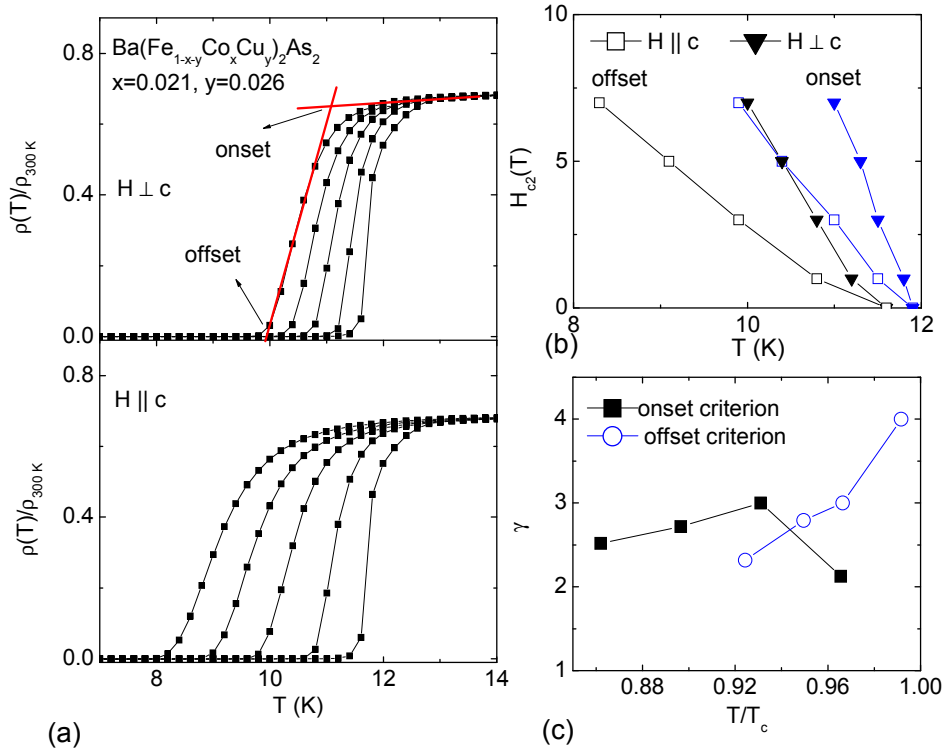 0.8
Ba(Fe1-x-yCoxCuy)2As2
x=0.021, y=0.026
onset
H ⊥ c
offset
ρ(T)/ρ300 K
0.4
0.0
0.8
H || c
ρ(T)/ρ300 K
0.4
0.0
8 10 12 14
T (K)
(a)
H || c H ⊥ c
offset onset
10
5
0
Hc2(T)
8 10 12
T (K)
(b)
onset criterion
offset criterion
4
3
2
1
γ
0.88 0.92 0.96 1.00
T/Tc
(c)